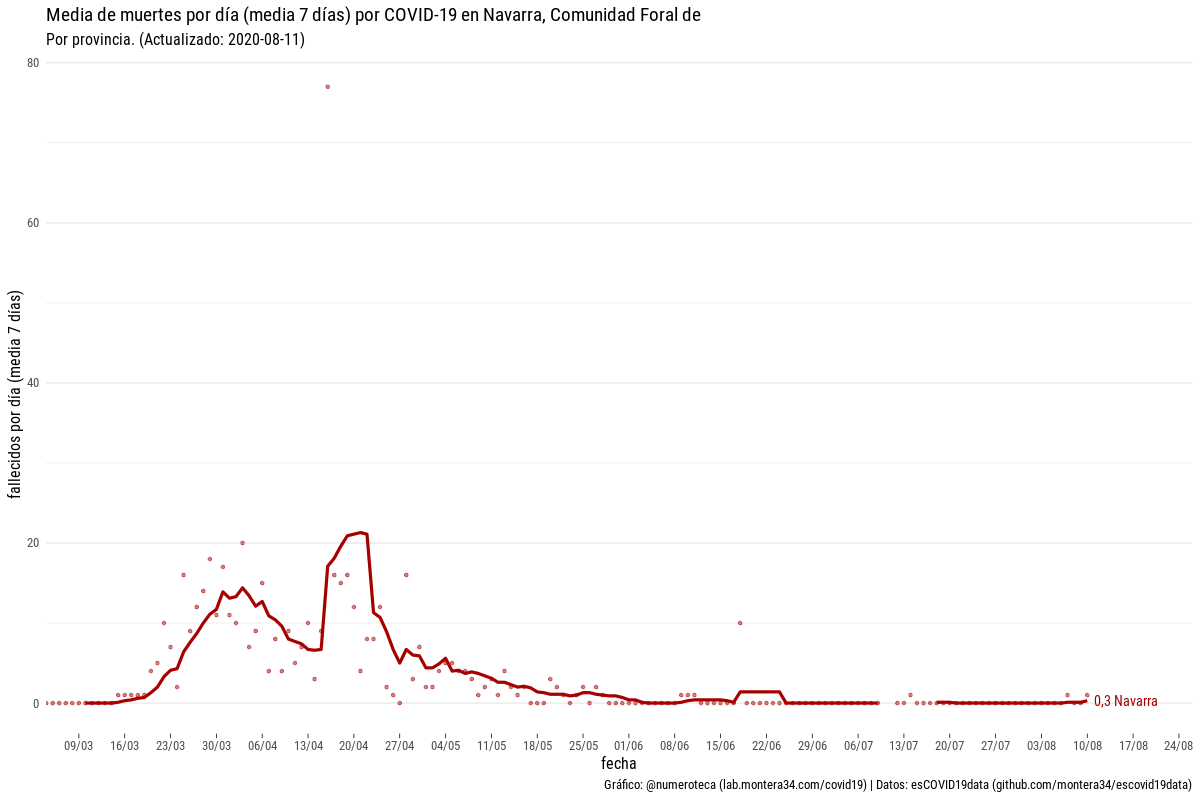 Media de muertes por día (media 7 días) por COVID-19 en Navarra, Comunidad Foral de
Por provincia. (Actualizado: 2020-08-11)
80
60
40
20
0
fallecidos por día (media 7 días)
0,3 Navarra
09/03 16/03 23/03 30/03 06/04 13/04 20/04 27/04 04/05 11/05 18/05 25/05 01/06 08/06 15/06 22/06 29/06 06/07 13/07 20/07 27/07 03/08 10/08 17/08 24/08
fecha
Gráfico: @numeroteca (lab.montera34.com/covid19) | Datos: esCOVID19data (github.com/montera34/escovid19data)